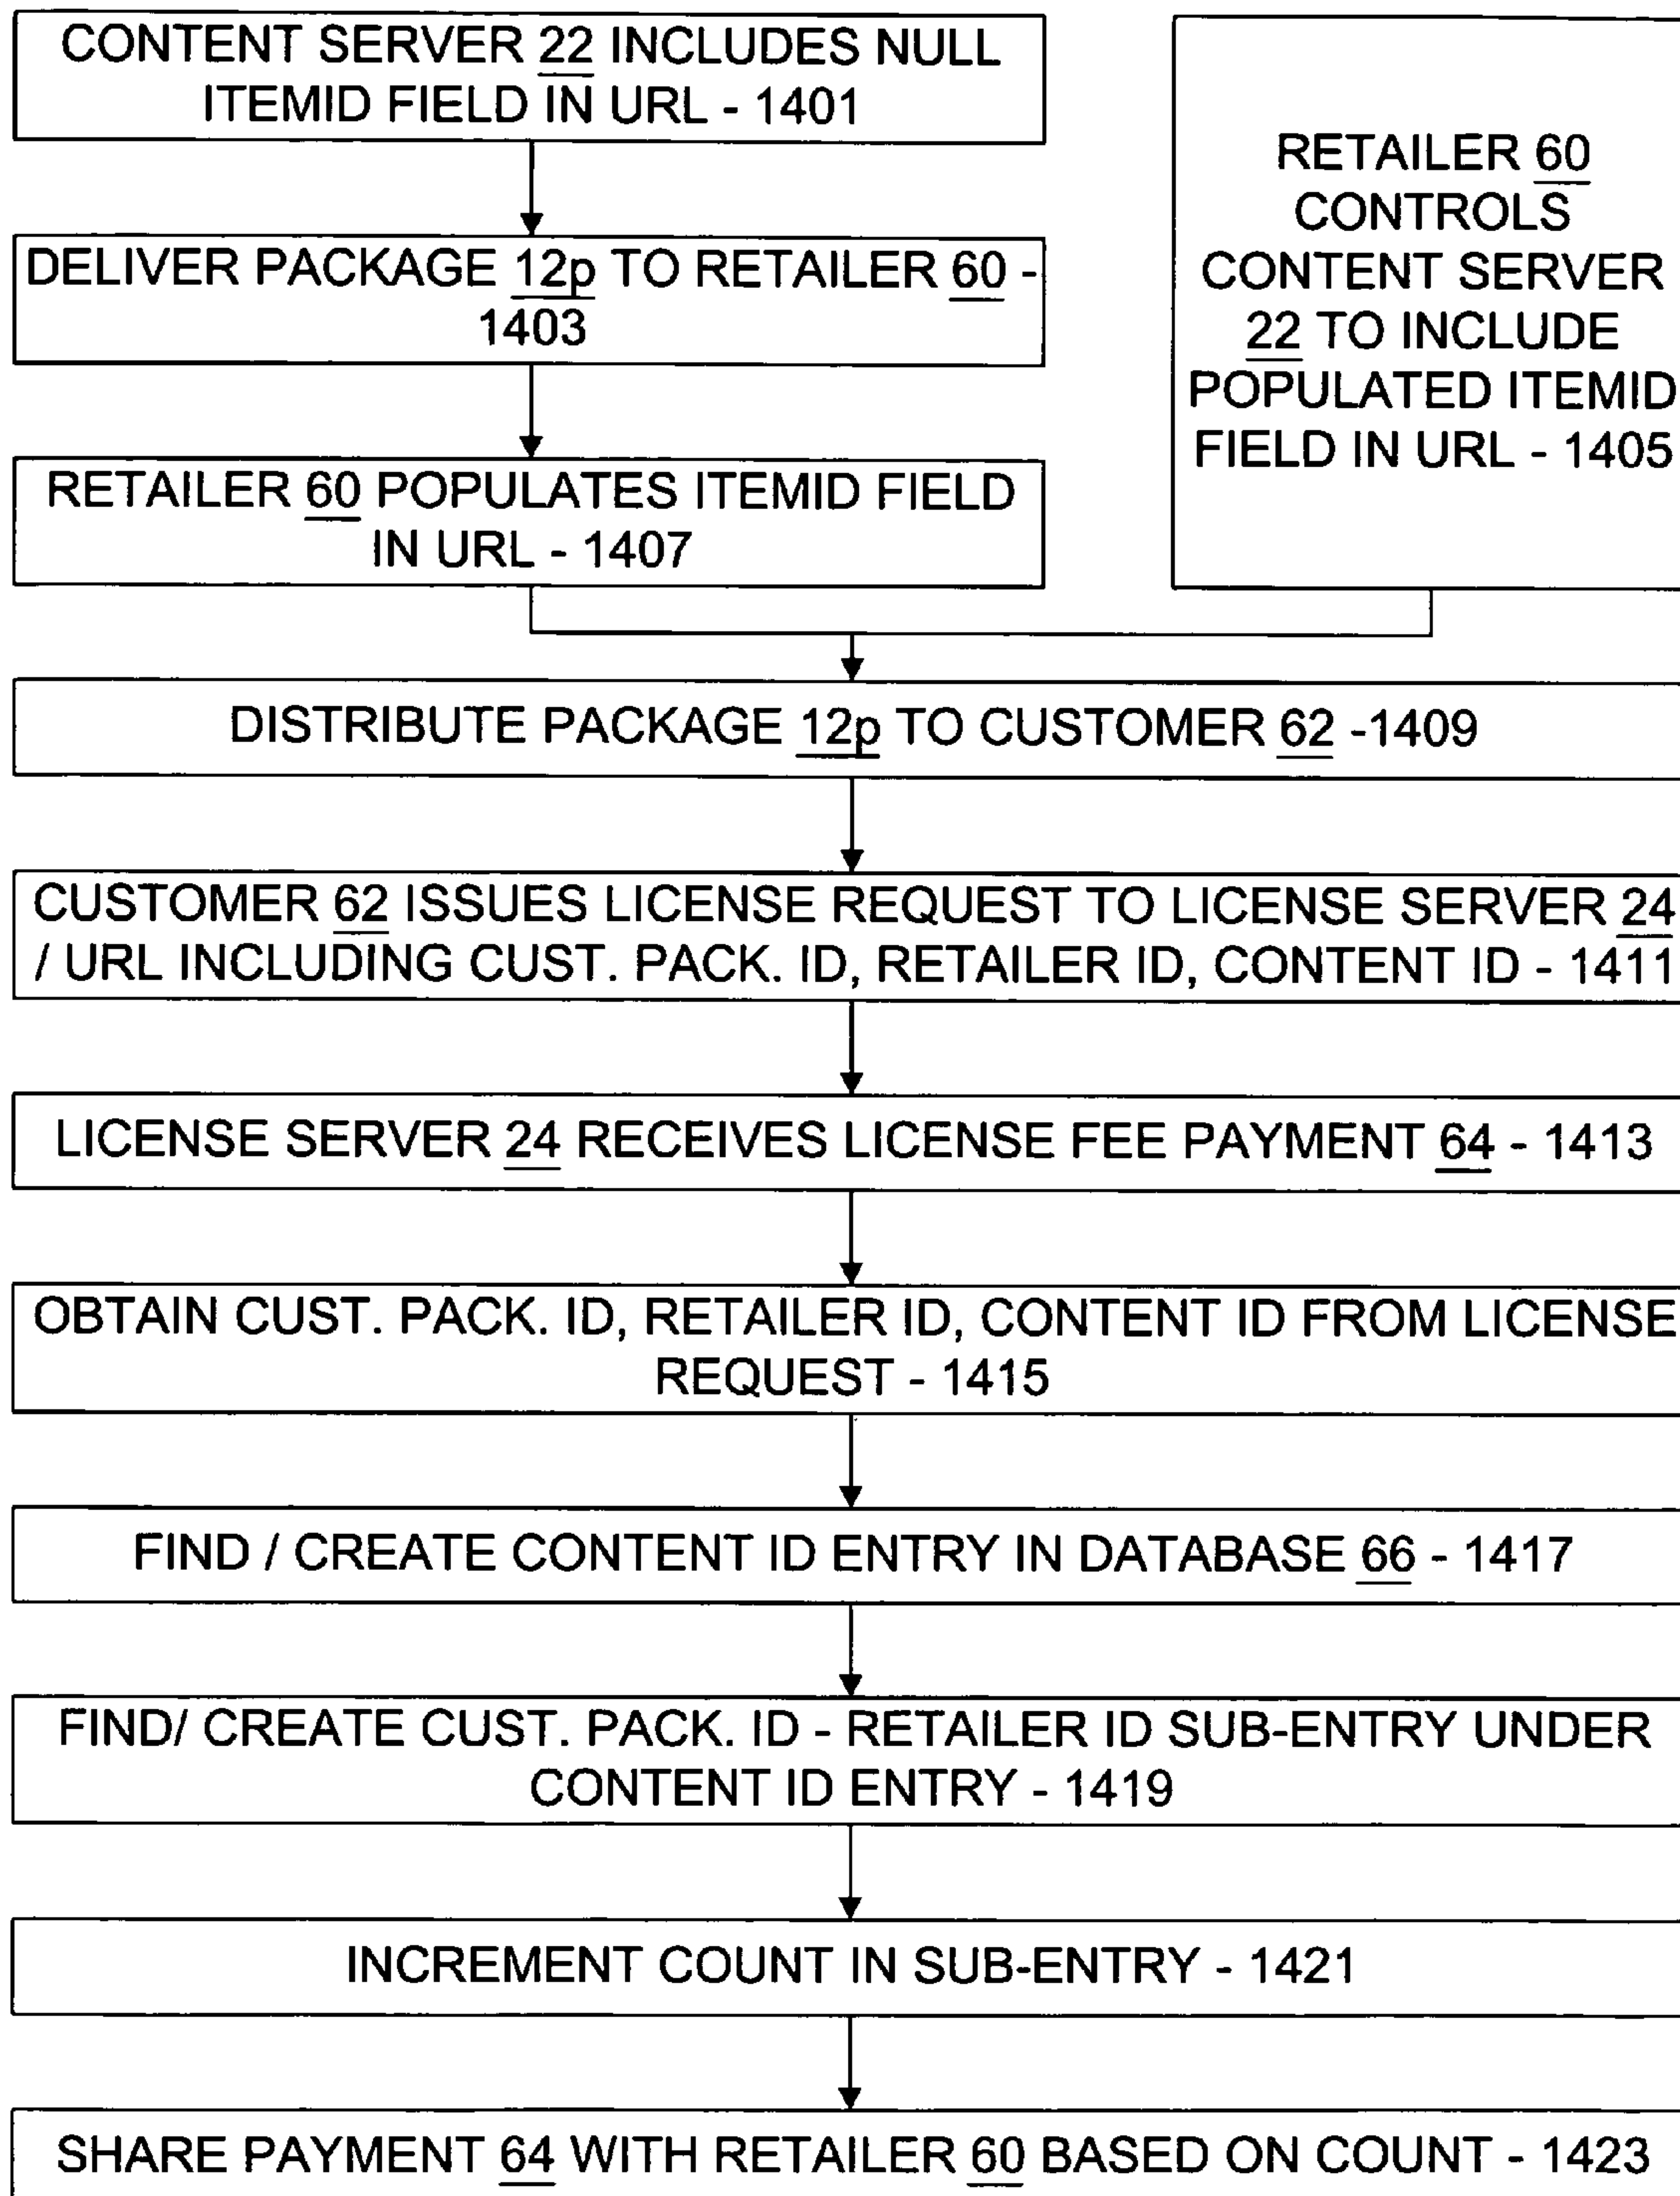 CONTENT SERVER 22 INCLUDES NULL
ITEMID FIELD IN URL - 1401
DELIVER PACKAGE 12p TO RETAILER 60 -
1403
RETAILER 60 POPULATES ITEMID FIELD
IN URL - 1407
RETAILER 60
CONTROLS
CONTENT SERVER
22 TO INCLUDE
POPULATED ITEMID
FIELD IN URL - 1405
DISTRIBUTE PACKAGE 12p TO CUSTOMER 62 -1409
CUSTOMER 62 ISSUES LICENSE REQUEST TO LICENSE SERVER 24
/ URL INCLUDING CUST. PACK. ID, RETAILER ID, CONTENT ID - 1411
LICENSE SERVER 24 RECEIVES LICENSE FEE PAYMENT 64 - 1413
OBTAIN CUST. PACK. ID, RETAILER ID, CONTENT ID FROM LICENSE
REQUEST - 1415
FIND / CREATE CONTENT ID ENTRY IN DATABASE 66 - 1417
FIND/ CREATE CUST. PACK. ID - RETAILER ID SUB-ENTRY UNDER
CONTENT ID ENTRY - 1419
INCREMENT COUNT IN SUB-ENTRY - 1421
SHARE PAYMENT 64 WITH RETAILER 60 BASED ON COUNT - 1423